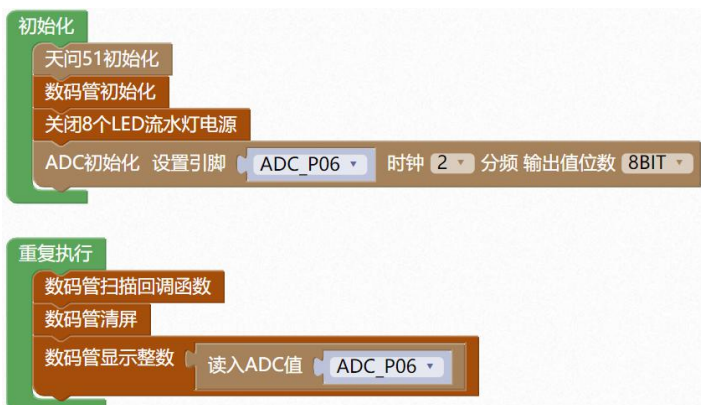 初始化
天问51初始化
数码管初始化
关闭8个LED流水灯电源
ADC初始化 设置引脚 ADC_P06 时钟 2 分频 输出值位数 8BIT
重复执行
数码管扫描回调函数
数码管清屏
数码管显示整数 读入ADC值 ADC_P06